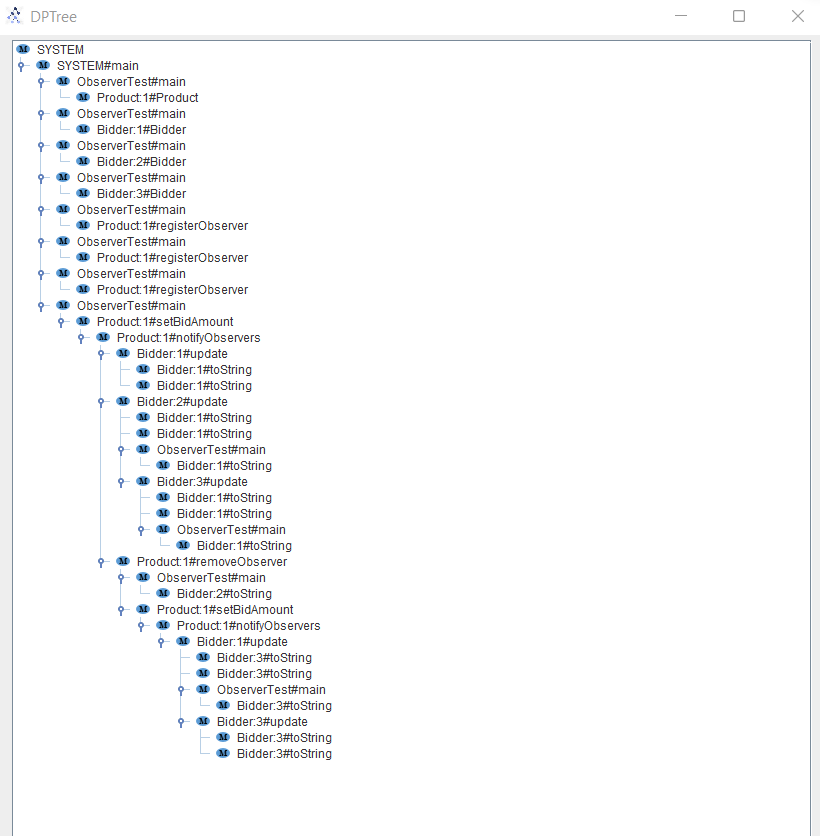 DPTree
SYSTEM
SYSTEM#main
ObserverTest#main
Product:1#Product
ObserverTest#main
Bidder:1#Bidder
ObserverTest#main
Bidder:2#Bidder
ObserverTest#main
Bidder:3#Bidder
ObserverTest#main
Product:1#registerObserver
ObserverTest#main
Product:1#registerObserver
ObserverTest#main
Product:1#registerObserver
ObserverTest#main
Product:1#setBidAmount
Product:1#notifyObservers
Bidder:1#update
Bidder:1#toString
Bidder:1#toString
Bidder:2#update
Bidder:1#toString
Bidder:1#toString
ObserverTest#main
Bidder:1#toString
Bidder:3#update
Bidder:1#toString
Bidder:1#toString
ObserverTest#main
Bidder:1#toString
Product:1#removeObserver
ObserverTest#main
Bidder:2#toString
Product:1#setBidAmount
Product:1#notifyObservers
Bidder:1#update
Bidder:3#toString
Bidder:3#toString
ObserverTest#main
Bidder:3#toString
Bidder:3#update
Bidder:3#toString
Bidder:3#toString